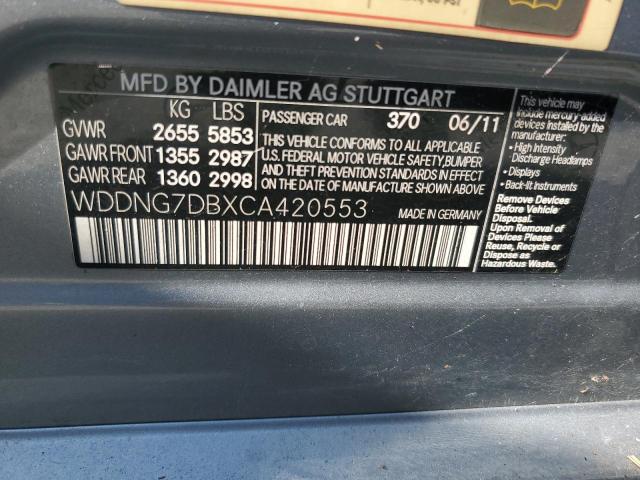 Mercedes
MFD BY DAIMLER AG STUTTGART
KG LBS
GVWR 2655 5853
GAWR FRONT 1355 2987
GAWR REAR 1360 2998
PASSENGER CAR 370 06/11
THIS VEHICLE CONFORMS TO ALL APPLICABLE
U.S. FEDERAL MOTOR VEHICLE SAFETY,BUMPER
AND THEFT PREVENTION STANDARDS IN EFFECT
ON THE DATE OF MANUFACTURE SHOWN ABOVE.
WDDNG7DBXCA420553 MADE IN GERMANY
This vehicle may
include mercury added
devices installed by the
manufacturer:
• High Intensity
Discharge Headlamps
• Displays
• Back-lit Instruments
Remove Devices
Before Vehicle
Disposal.
Upon Removal
of Devices Please
Reuse, Recycle or
Dispose as
Hazardous Waste.